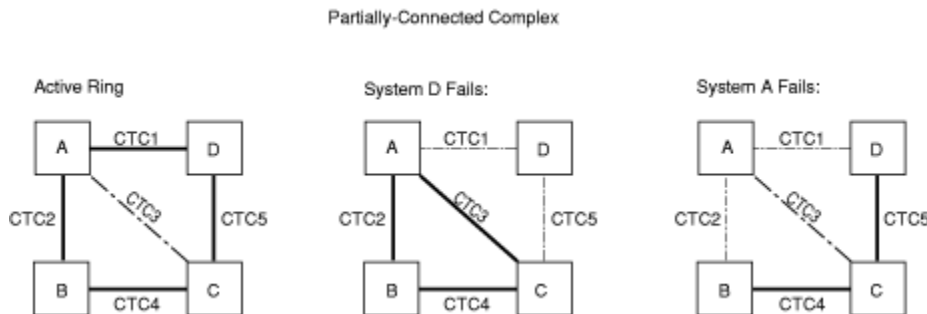 Partially-Connected Complex
Active Ring
System D Fails:
System A Fails:
A CTC1 D
CTC2 CTC3 CTC5
B CTC4 C
A CTC1 D
CTC2 CTC3 CTC5
B CTC4 C
A CTC1 D
CTC2 CTC3 CTC5
B CTC4 C